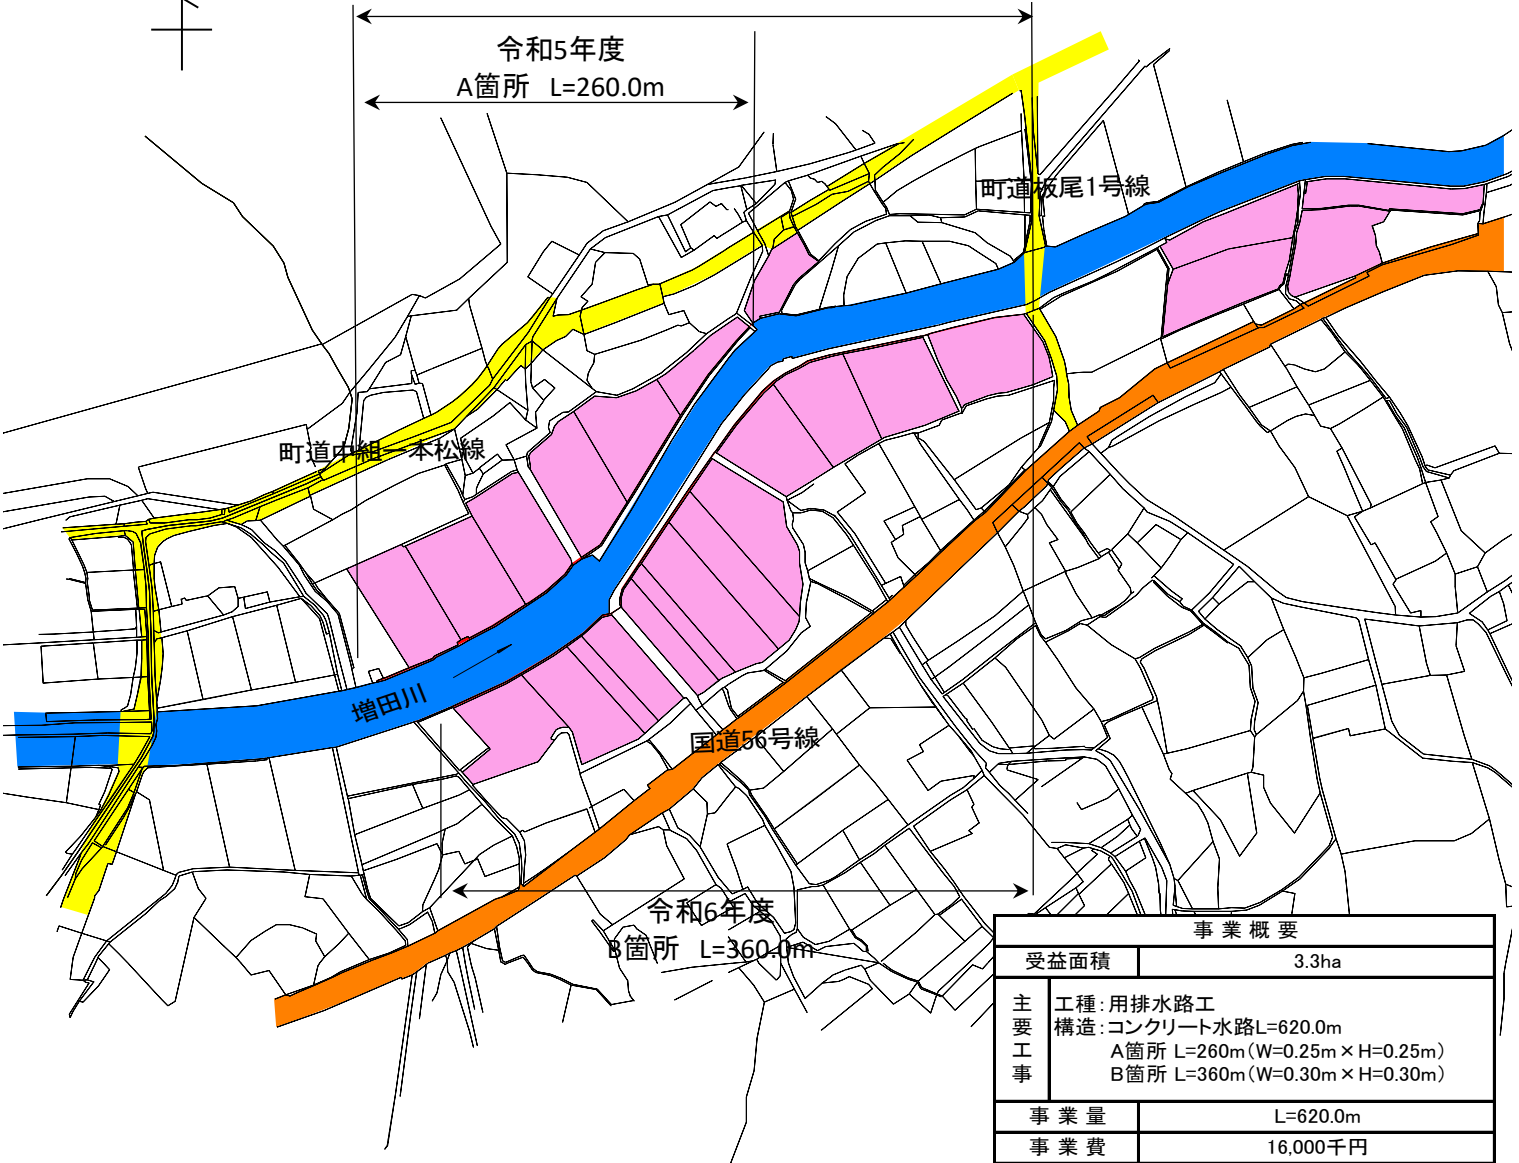 令和5年度
A箇所 L=260.0m
町道板尾1号線
町道中組一本松線
増田川
国道56号線
令和6年度
B箇所 L=360.0m
事業概要
受益面積 3.3ha
主要工事
工種：用排水路工
構造：コンクリート水路L=620.0m
A箇所 L=260m（W=0.25m×H=0.25m）
B箇所 L=360m（W=0.30m×H=0.30m）
事業量 L=620.0m
事業費 16,000千円